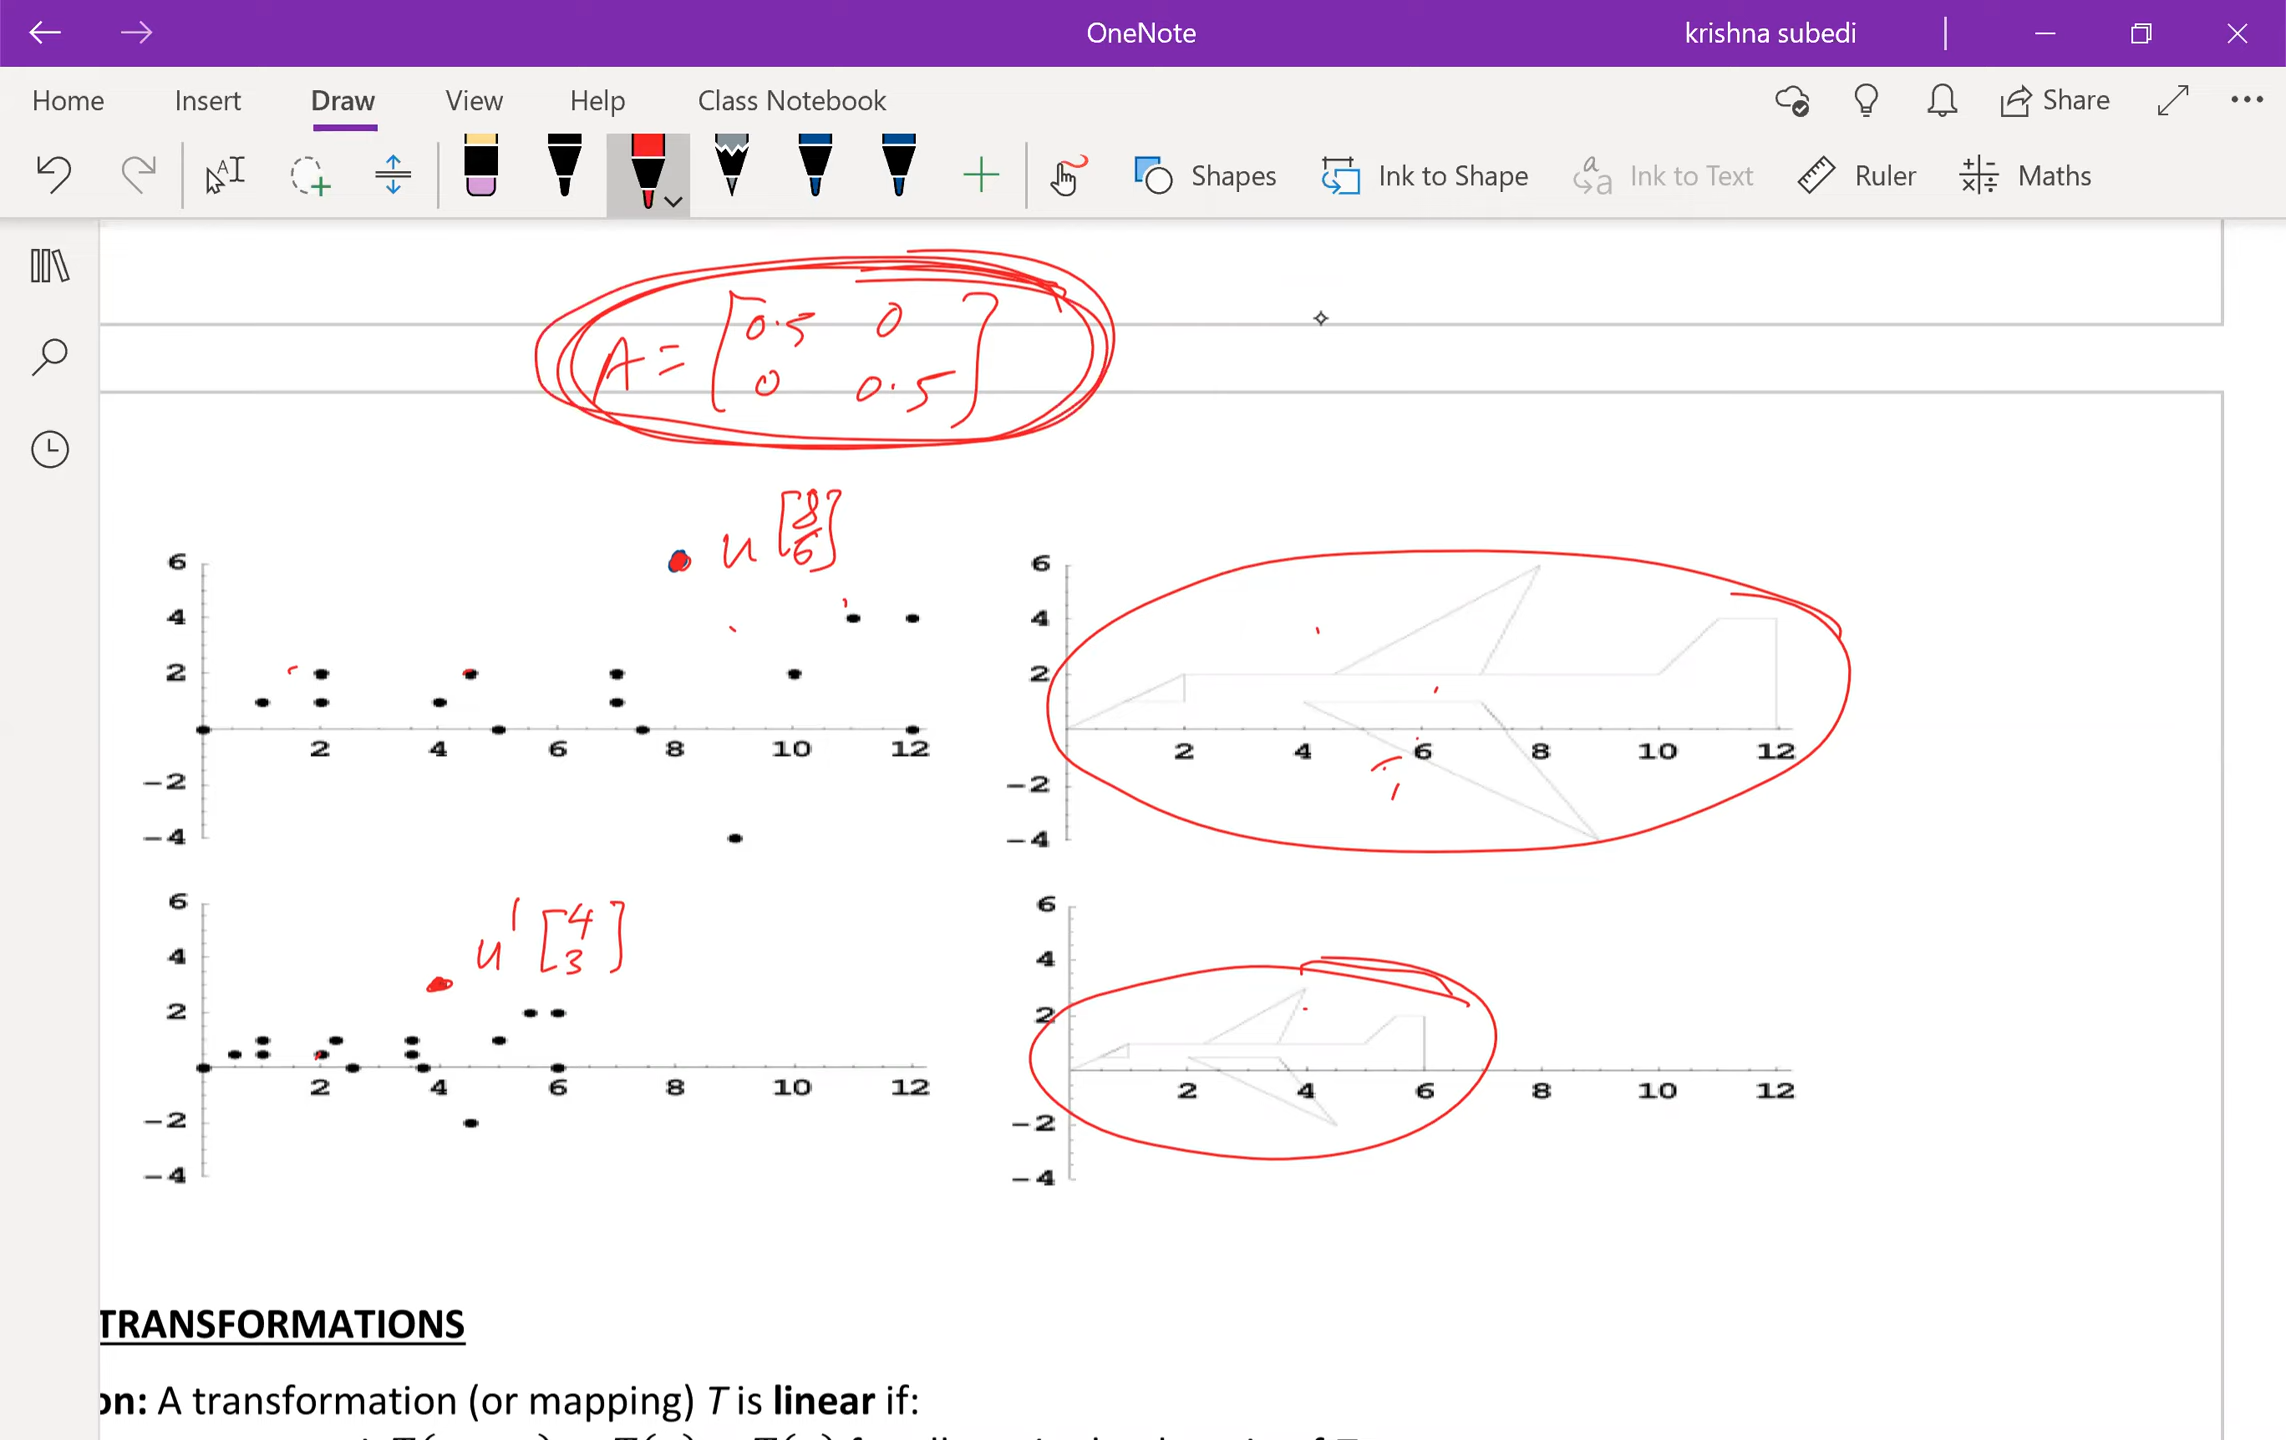 OneNote
krishna subedi
Home Insert Draw View Help Class Notebook Share
Shapes Ink to Shape Ink to Text Ruler Maths
A = [0.5 0
0 0.5]
u [8
6]
6
4
2
-2
-4
2 4 6 8 10 12
6
4
2
-2
-4
2 4 6 8 10 12
u' [4
3]
6
4
2
-2
-4
2 4 6 8 10 12
6
4
2
-2
-4
2 4 6 8 10 12
TRANSFORMATIONS
on: A transformation (or mapping) T is linear if: